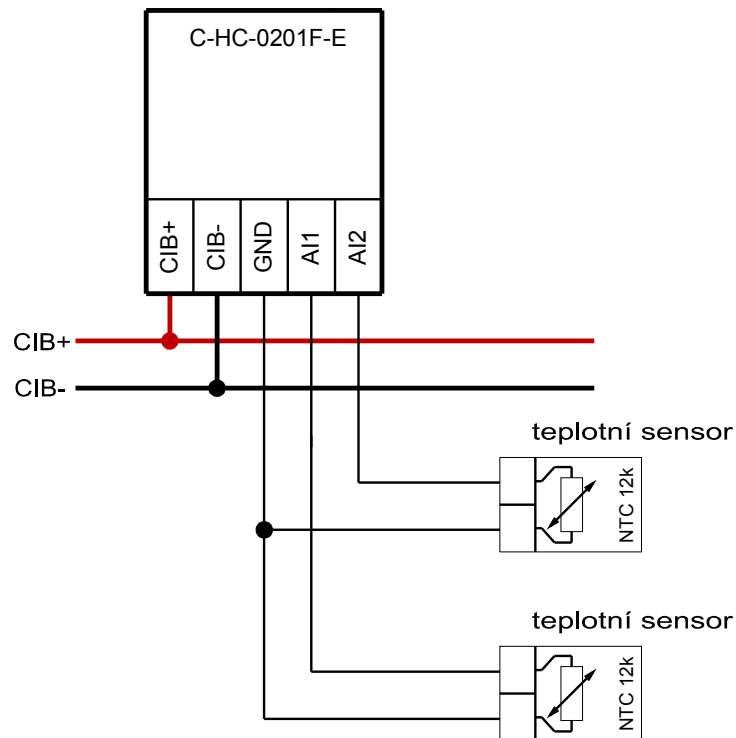 C-HC-0201F-E
CIB+
CIB-
GND
AI1
AI2
CIB+
CIB-
teplotní sensor
NTC 12k
teplotní sensor
NTC 12k